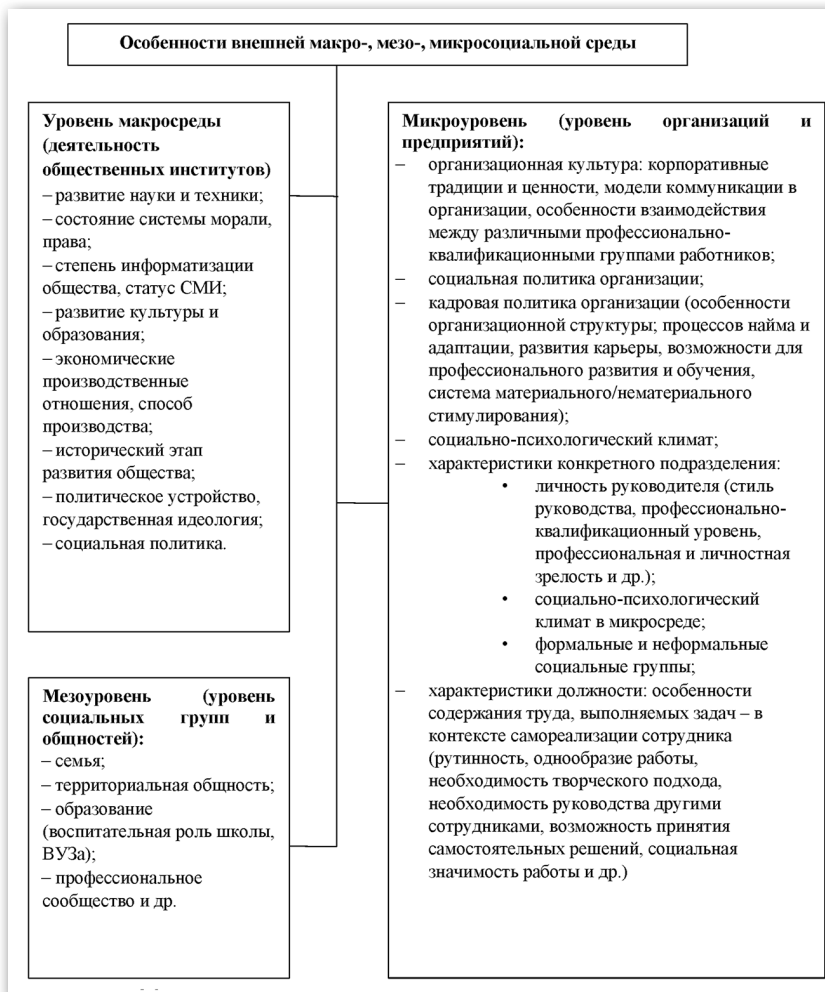 Особенности внешней макро-, мезо-, микросоциальной среды
Уровень макросреды
(деятельность
общественных институтов)
– развитие науки и техники;
– состояние системы морали,
права;
– степень информатизации
общества, статус СМИ;
– развитие культуры и
образования;
– экономические
производственные
отношения, способ
производства;
– исторический этап
развития общества;
– политическое устройство,
государственная идеология;
– социальная политика.
Мезоуровень (уровень
социальных групп и
общностей):
– семья;
– территориальная общность;
– образование
(воспитательная роль школы,
ВУЗа);
– профессиональное
сообщество и др.
Микроуровень (уровень организаций и
предприятий):
– организационная культура: корпоративные
традиции и ценности, модели коммуникации в
организации, особенности взаимодействия
между различными профессионально-
квалификационными группами работников;
– социальная политика организации;
– кадровая политика организации (особенности
организационной структуры; процессов найма и
адаптации, развития карьеры, возможности для
профессионального развития и обучения,
система материального/нематериального
стимулирования);
– социально-психологический климат;
– характеристики конкретного подразделения:
• личность руководителя (стиль
руководства, профессионально-
квалификационный уровень,
профессиональная и личностная
зрелость и др.);
• социально-психологический
климат в микросреде;
• формальные и неформальные
социальные группы;
– характеристики должности: особенности
содержания труда, выполняемых задач – в
контексте самореализации сотрудника
(рутинность, однообразие работы,
необходимость творческого подхода,
необходимость руководства другими
сотрудниками, возможность принятия
самостоятельных решений, социальная
значимость работы и др.)